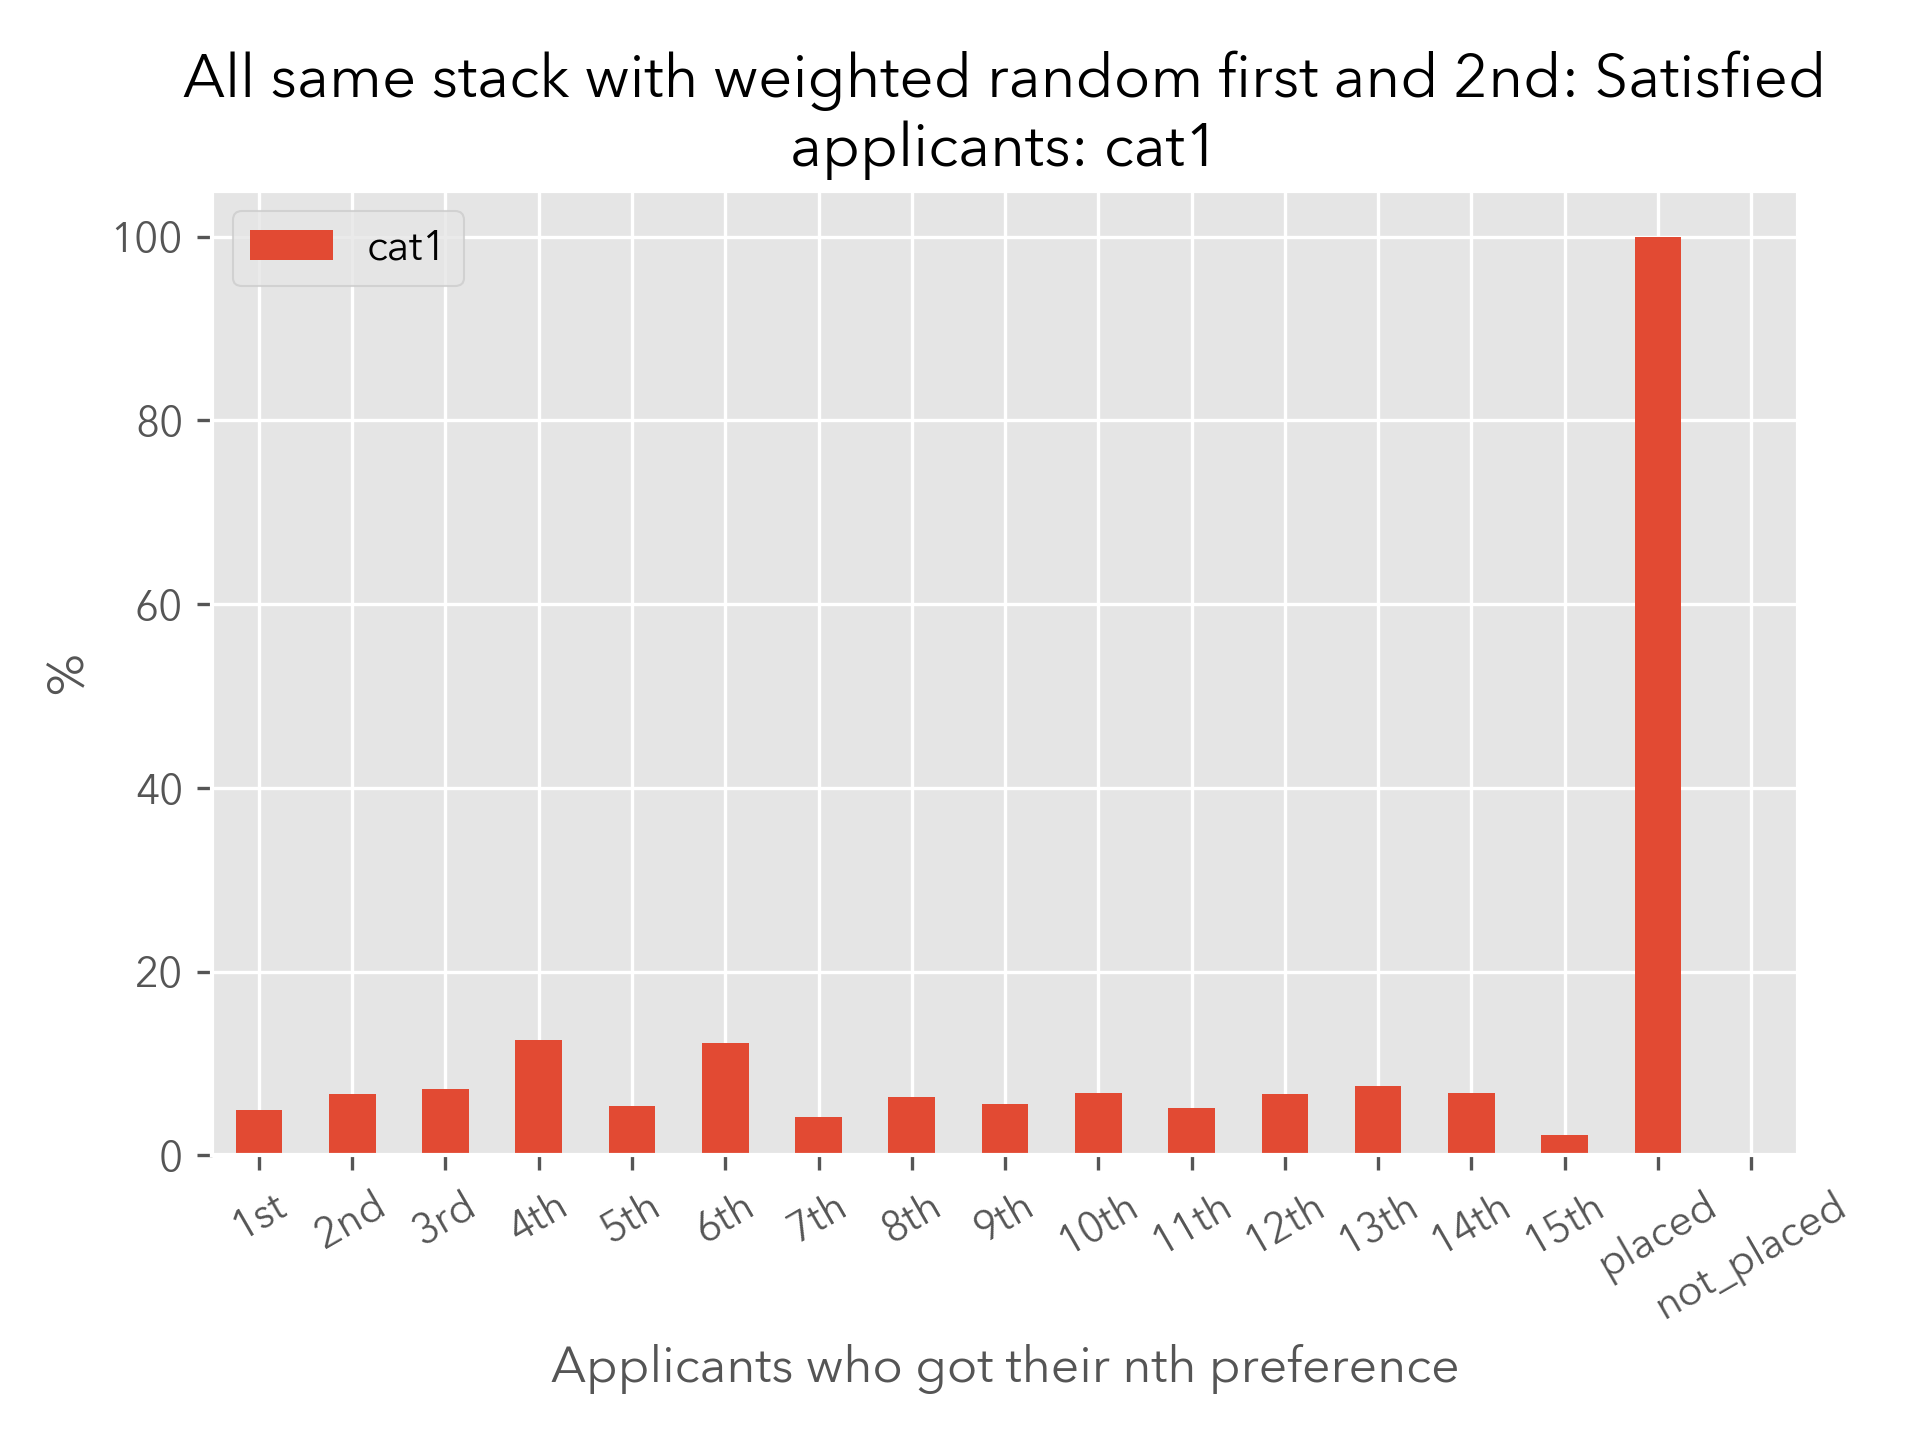 All same stack with weighted random first and 2nd: Satisfied
applicants: cat1
cat1
100
80
60
40
20
0
%
1st 2nd 3rd 4th 5th 6th 7th 8th 9th 10th 11th 12th 13th 14th 15th placed not_placed
Applicants who got their nth preference